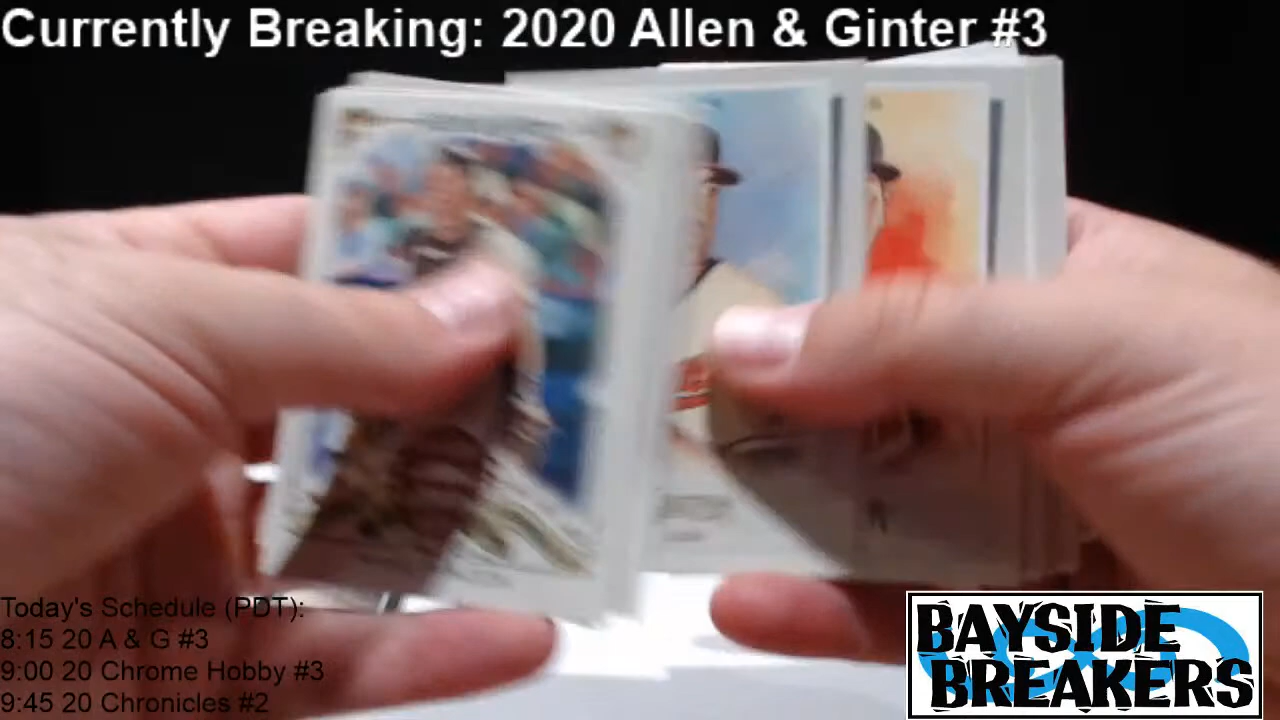 Currently Breaking: 2020 Allen & Ginter #3
Today's Schedule (PDT):
8:15 20 A & G #3
9:00 20 Chrome Hobby #3
9:45 20 Chronicles #2
BAYSIDE
BREAKERS